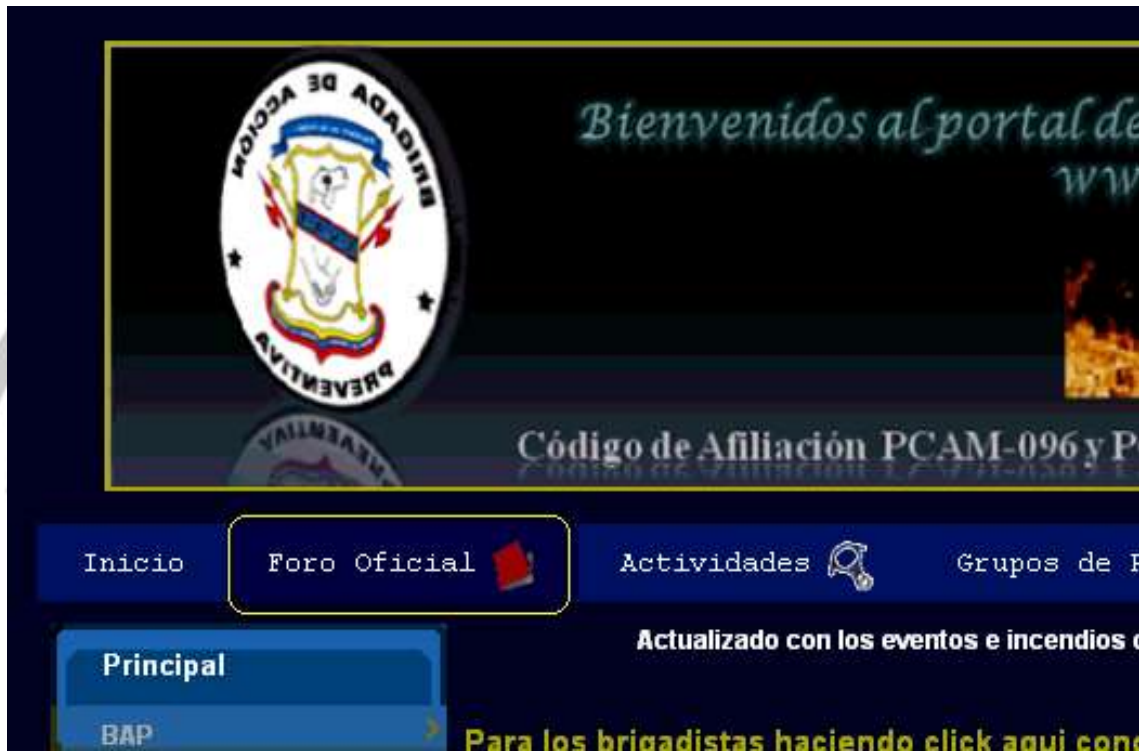 BRIGADA DE ACCIÓN
PREVENTIVA
Bienvenidos al portal de
Código de Afiliación PCAM-096 y P
Inicio
Foro Oficial
Actividades
Grupos de
Principal
BAP
Actualizado con los eventos e incendios
Para los brigadistas haciendo click aqui